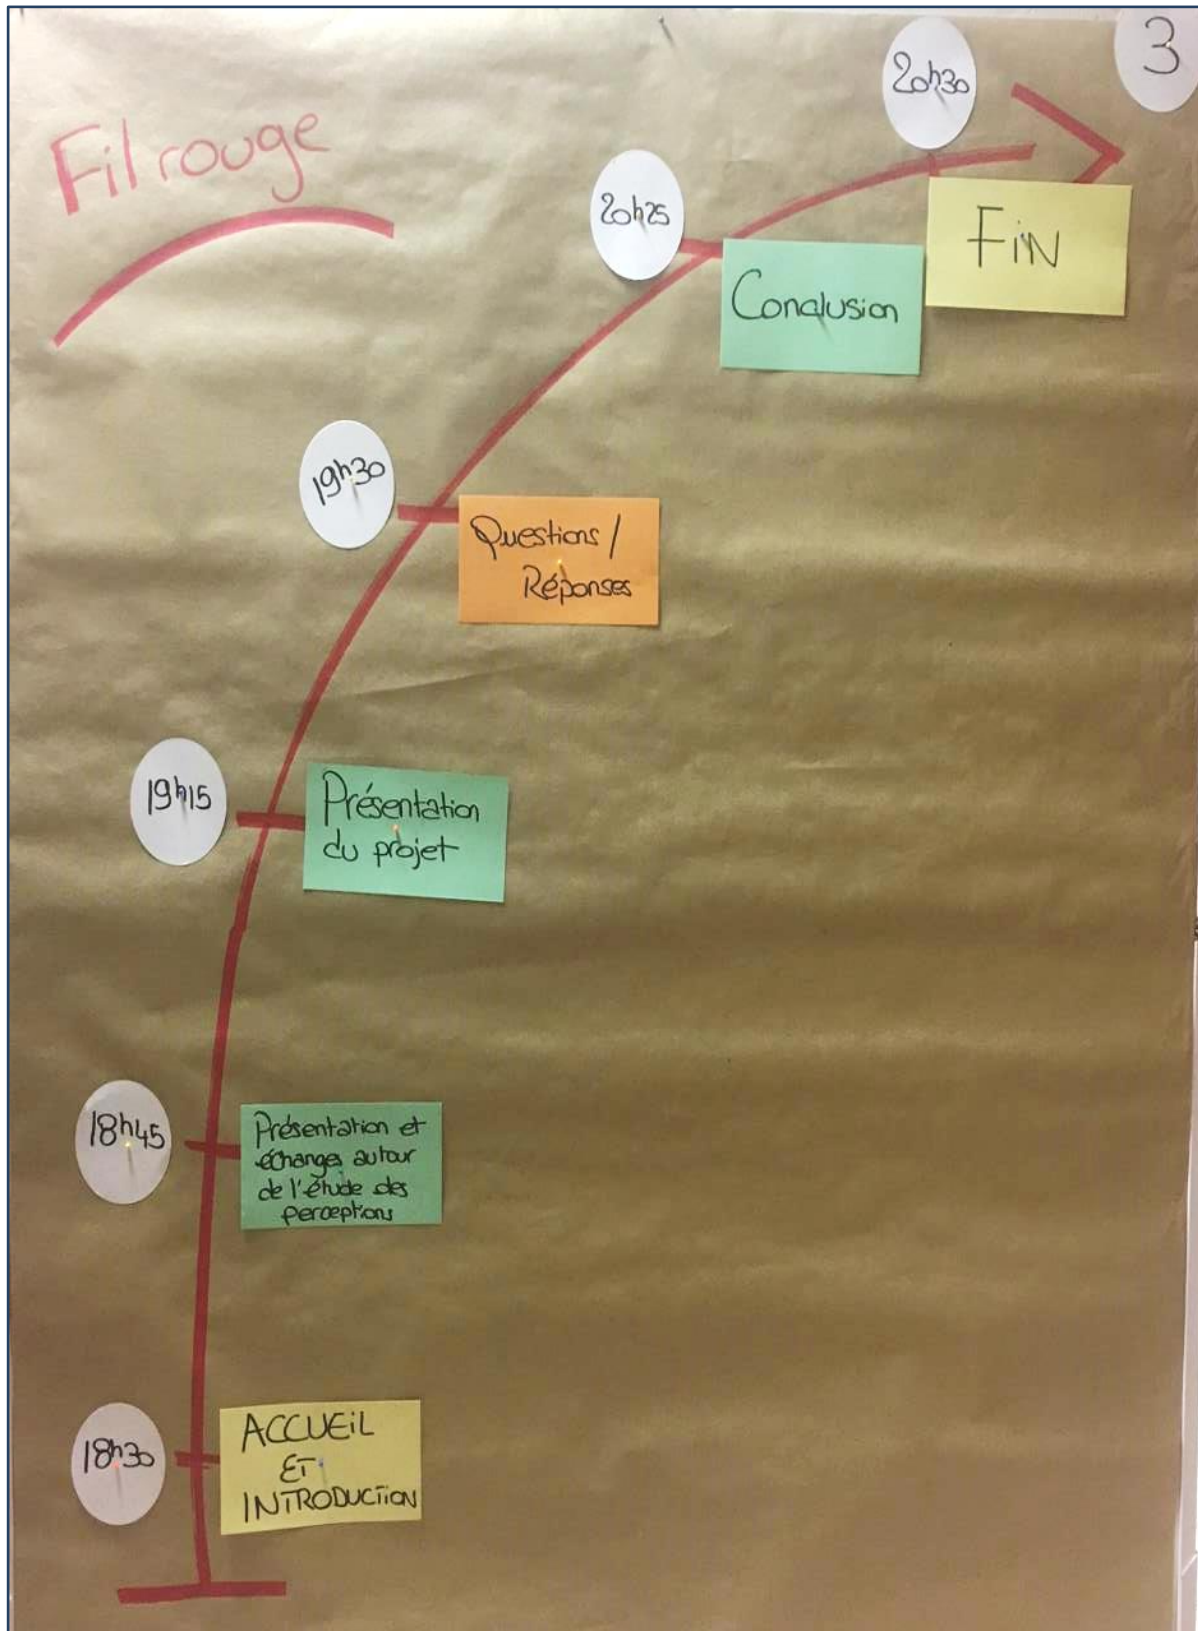 3
Fil rouge
20h30
FiN
20h25
Conclusion
19h30
Questions /
Réponses
19h15
Présentation
du projet
18h45
Présentation et
échanges autour
de l'étude des
perceptions
18h30
ACCUEiL
ET
INTRODUCTiON